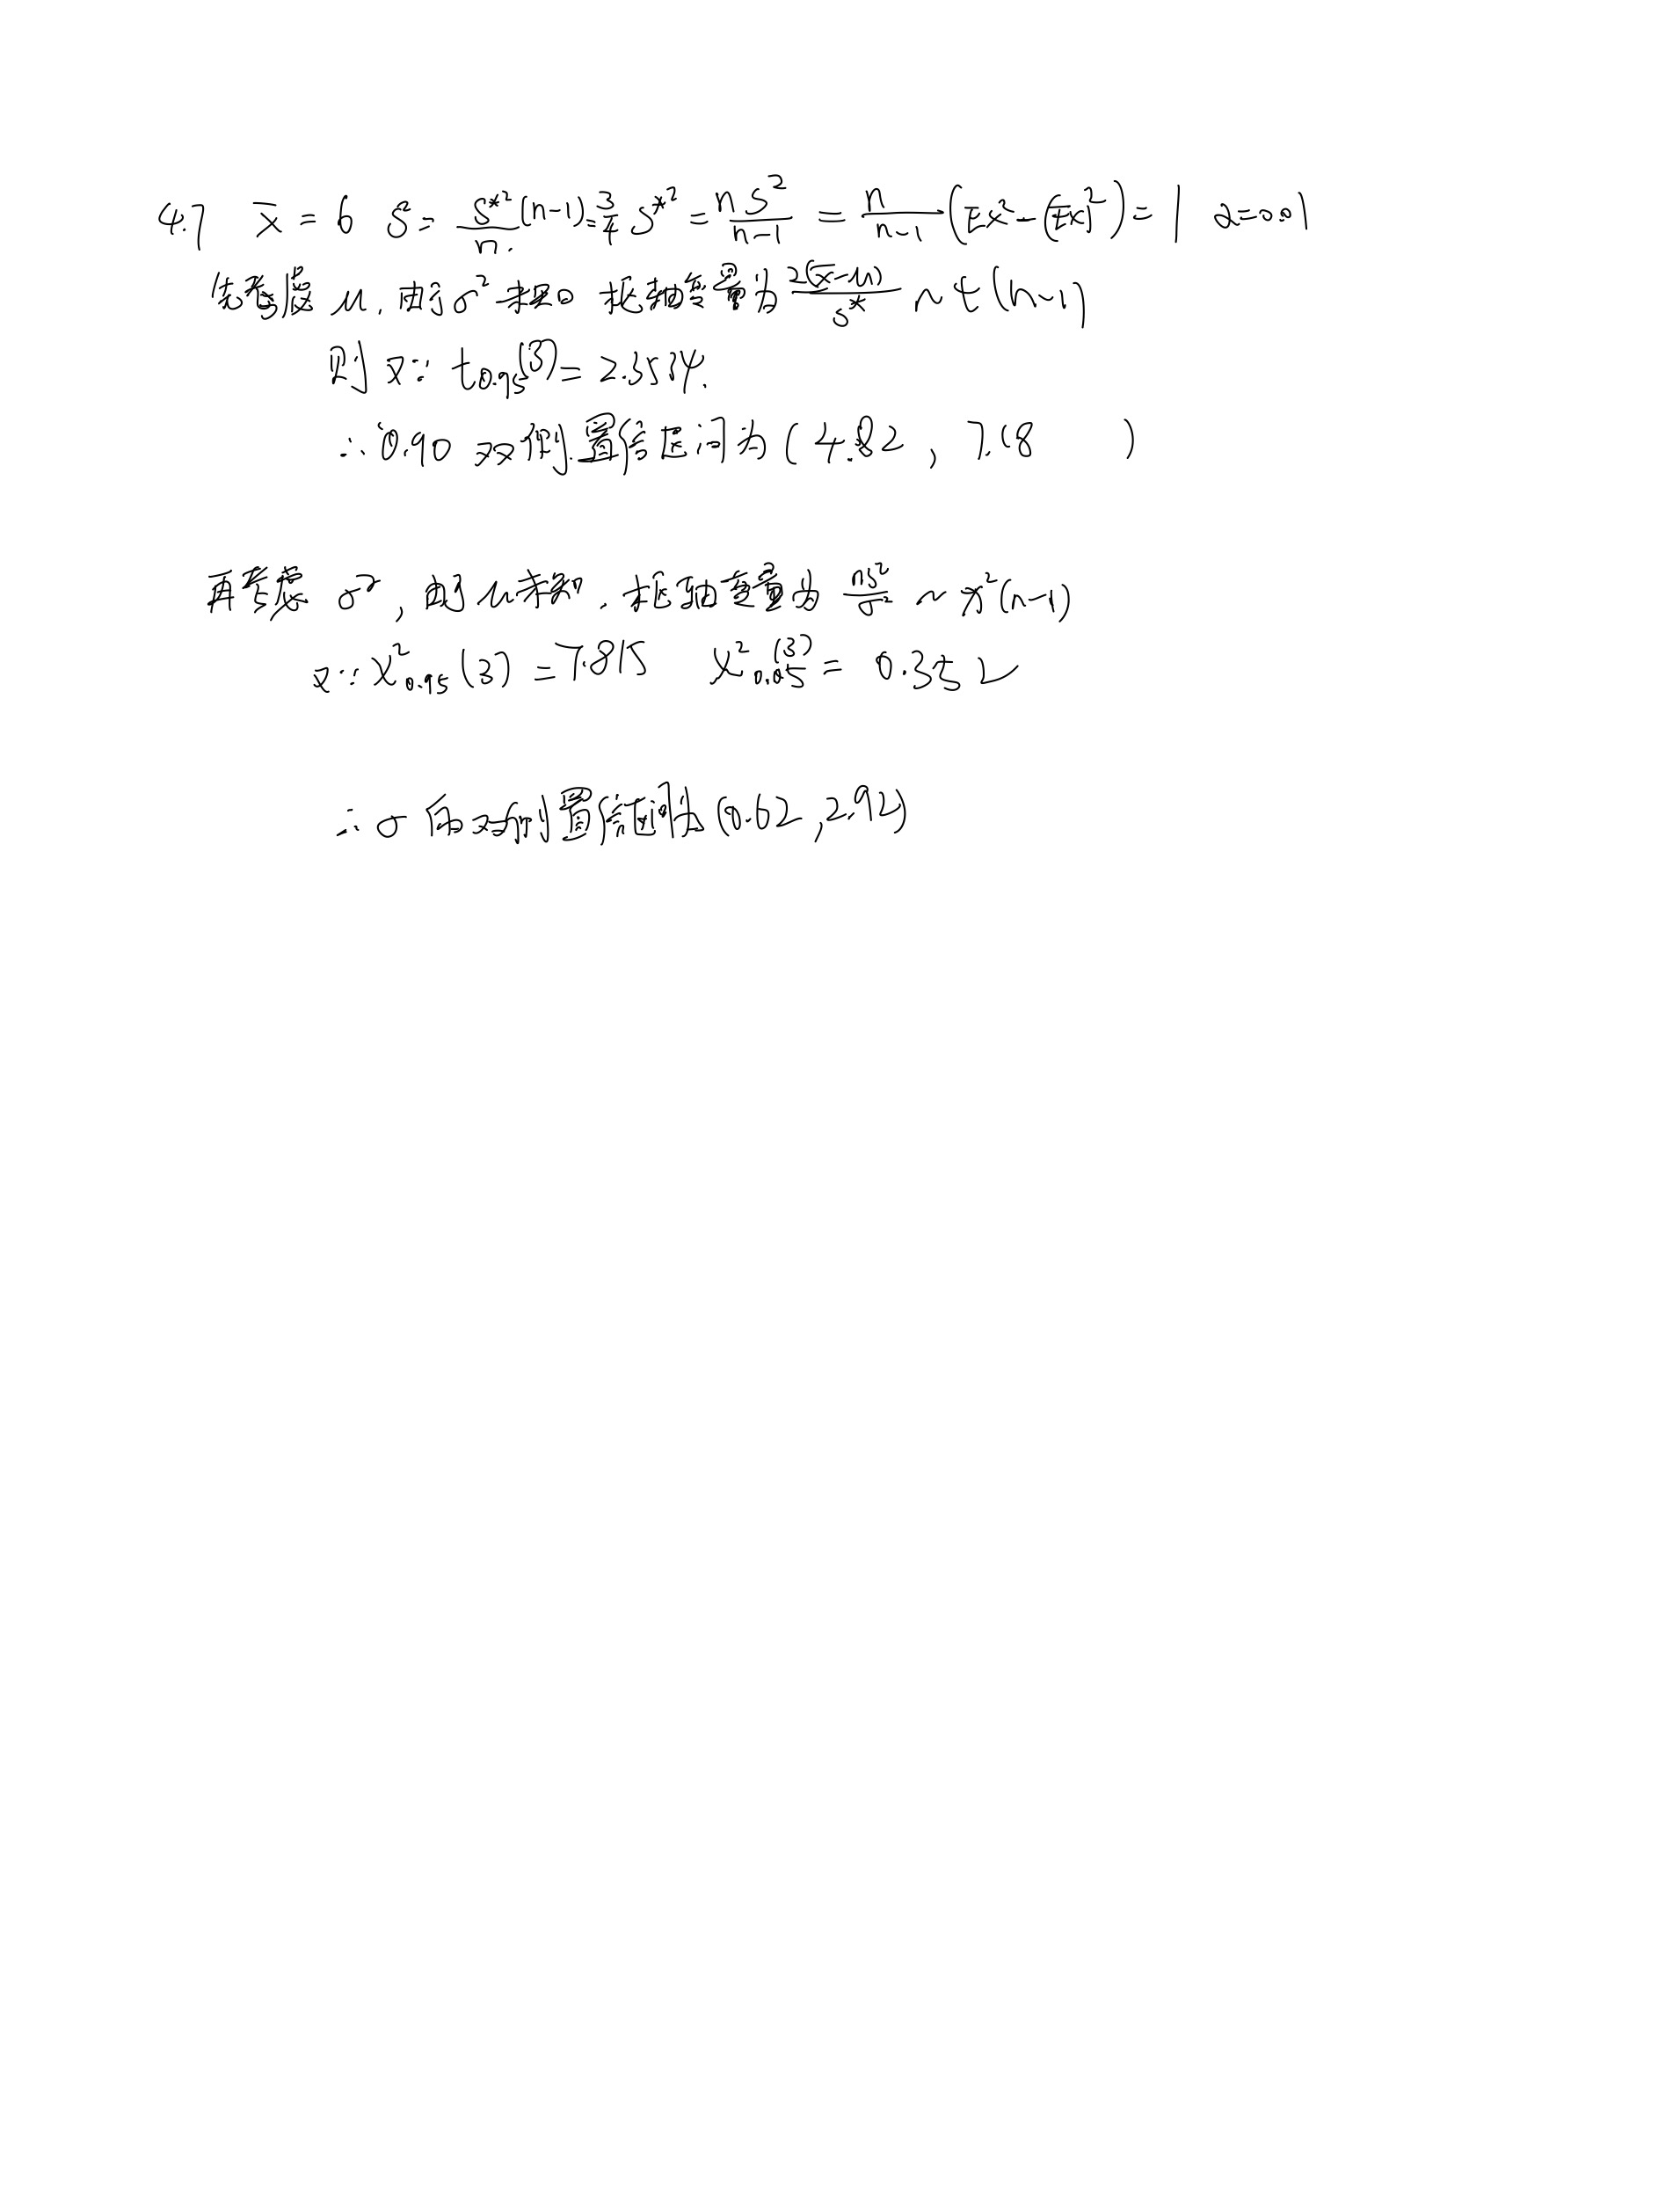 4.7 x̄ = 6 S² = S*²/n. (n-1) = 3/4 S*² = nS²/(n-1) = n/(n-1) (EX² - (EX)²) = 1 α=0.01
先考虑 μ, 由于 σ² 未知 枢轴变量为 2(x̄-μ)/S* ~ t(n-1)
则 又∵ t0.95(3) = 2.3534.
∴ 0.90 双侧置信区间为 (4.82, 7.18)
再考虑 σ², 由于 μ未知, 枢轴变量为 nS²/σ² ~ χ²(n-1)
又∵ χ²0.95(3) = 7.815 χ²0.05(3) = 0.352
∴ σ 的双侧置信区间为 (0.62, 2.92)